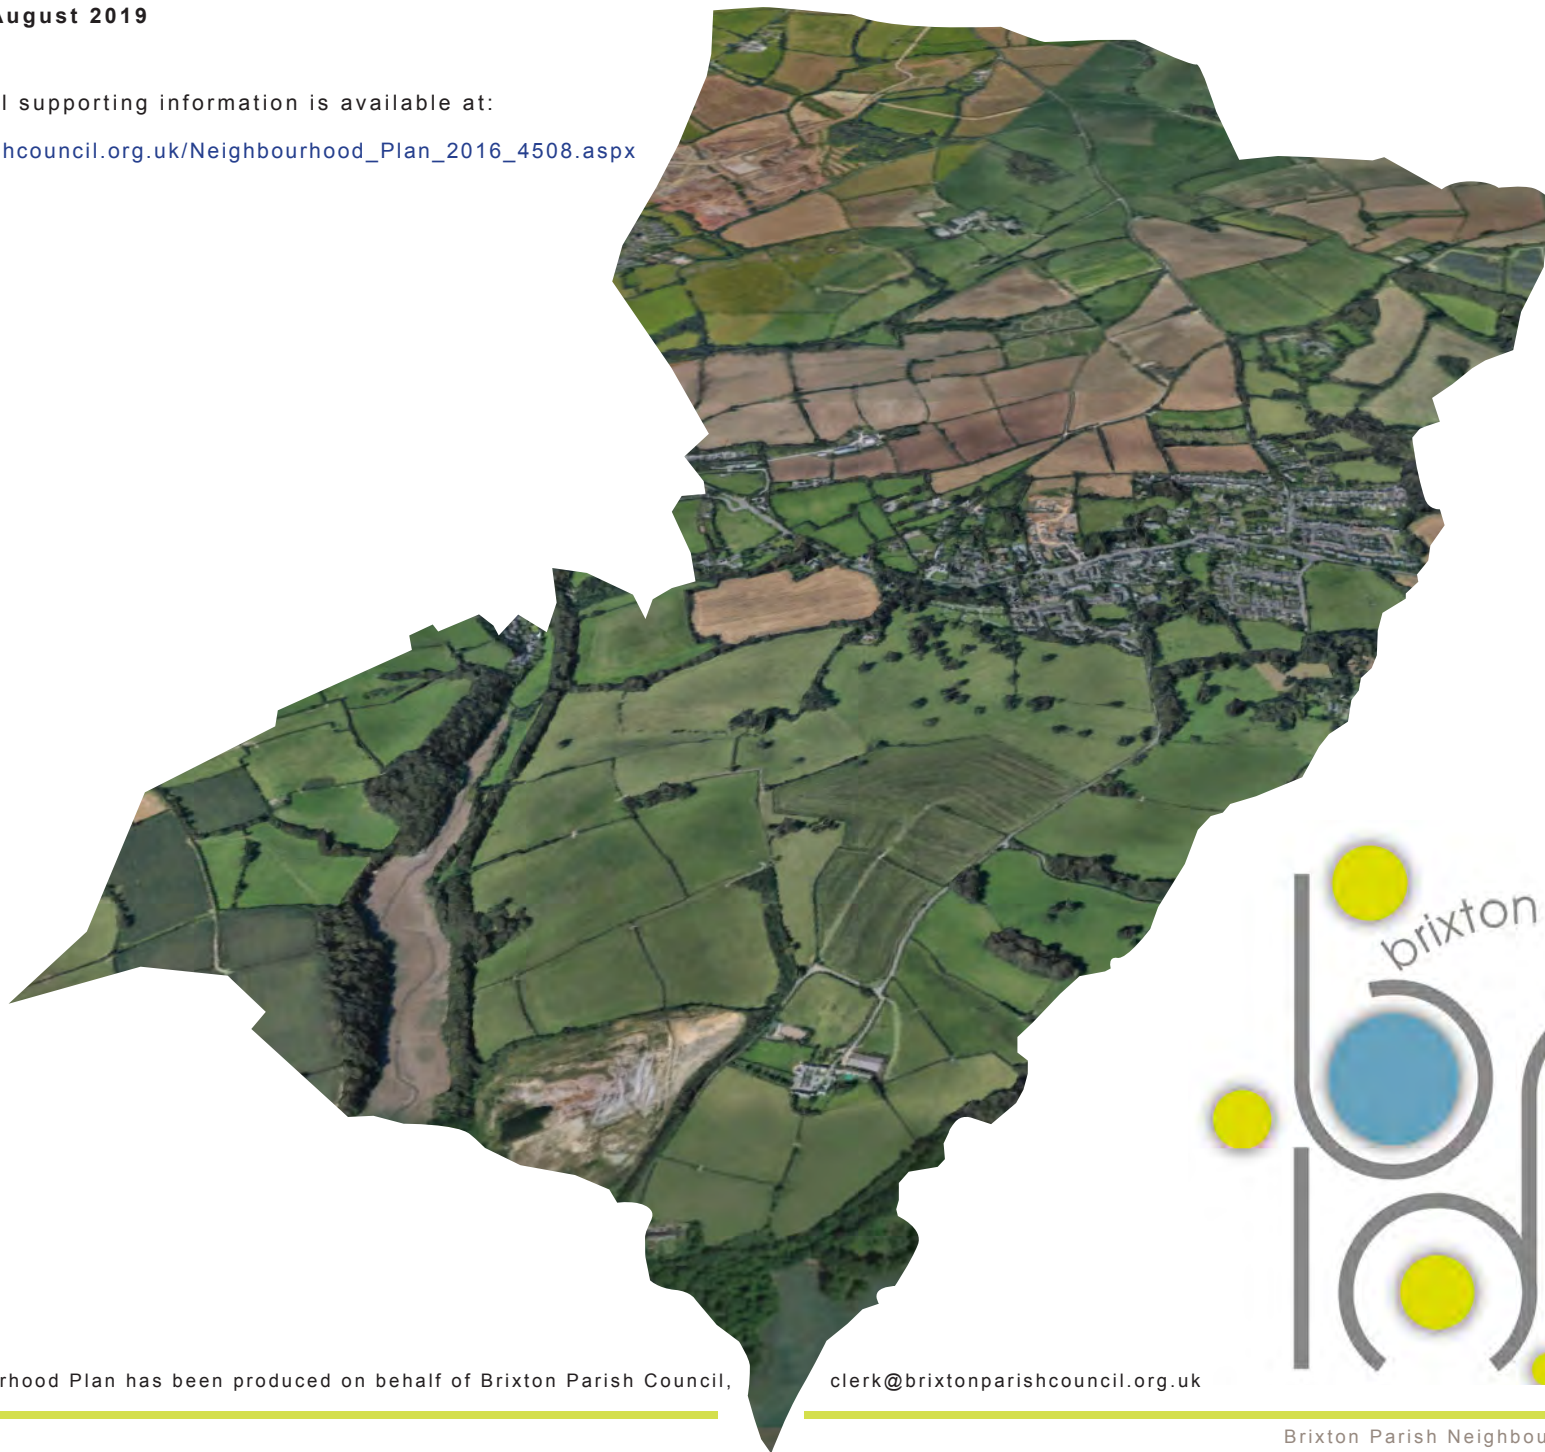 August 2019
l supporting information is available at:
hcouncil.org.uk/Neighbourhood_Plan_2016_4508.aspx
brixton
rhood Plan has been produced on behalf of Brixton Parish Council,
clerk@brixtonparishcouncil.org.uk
Brixton Parish Neighbou